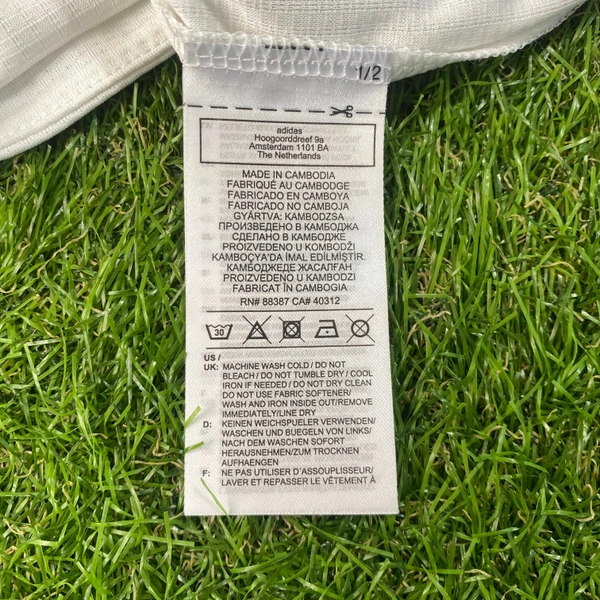 1/2
adidas
Hoogoorddreef 9a
Amsterdam 1101 BA
The Netherlands
MADE IN CAMBODIA
FABRIQUÉ AU CAMBODGE
FABRICADO EN CAMBOYA
FABRICADO NO CAMBOJA
GYÁRTVA: KAMBODZSA
ПРОИЗВЕДЕНО В КАМБОДЖА
СДЕЛАНО В КАМБОДЖЕ
PROIZVEDENO U KOMBODŽI
KAMBOÇYA'DA İMAL EDİLMİŞTİR.
КАМБОДЖЕДЕ ЖАСАЛҒАН
PROIZVEDENO U KAMBODŽI
FABRICAT ÎN CAMBOGIA
RN# 88387 CA# 40312
30
US /
UK: MACHINE WASH COLD / DO NOT
BLEACH / DO NOT TUMBLE DRY / COOL
IRON IF NEEDED / DO NOT DRY CLEAN
DO NOT USE FABRIC SOFTENER/
WASH AND IRON INSIDE OUT/REMOVE
IMMEDIATELY/LINE DRY
D: KEINEN WEICHSPUELER VERWENDEN/
WASCHEN UND BUEGELN VON LINKS/
NACH DEM WASCHEN SOFORT
HERAUSNEHMEN/ZUM TROCKNEN
AUFHAENGEN
F: NE PAS UTILISER D'ASSOUPLISSEUR/
LAVER ET REPASSER LE VÊTEMENT À